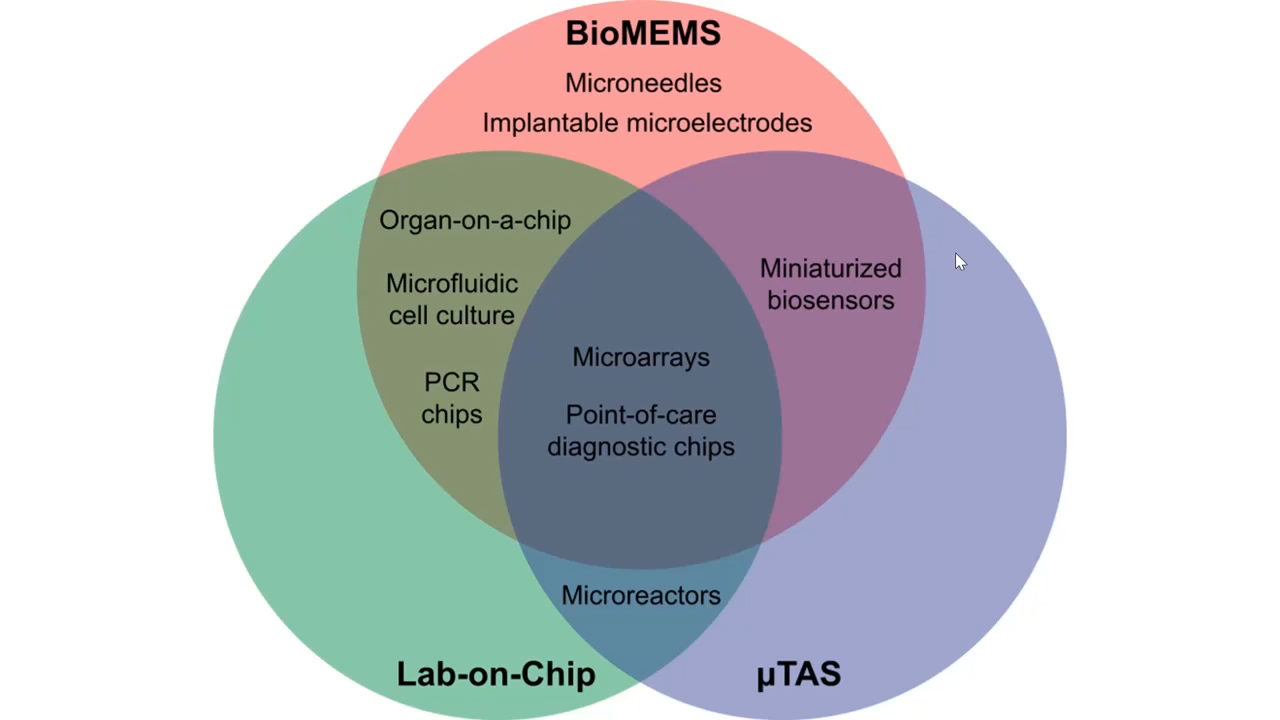 BioMEMS
Microneedles
Implantable microelectrodes
Organ-on-a-chip
Microfluidic
cell culture
PCR
chips
Miniaturized
biosensors
Microarrays
Point-of-care
diagnostic chips
Microreactors
Lab-on-Chip
µTAS